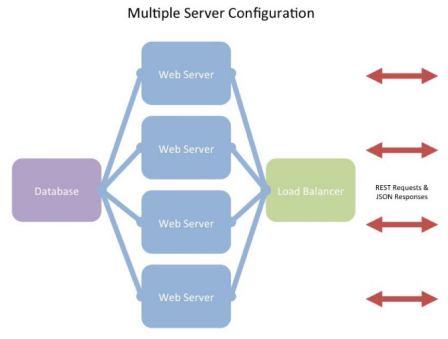 Multiple Server Configuration
Web Server
Web Server
Database
Load Balancer
REST Requests &
JSON Responses
Web Server
Web Server